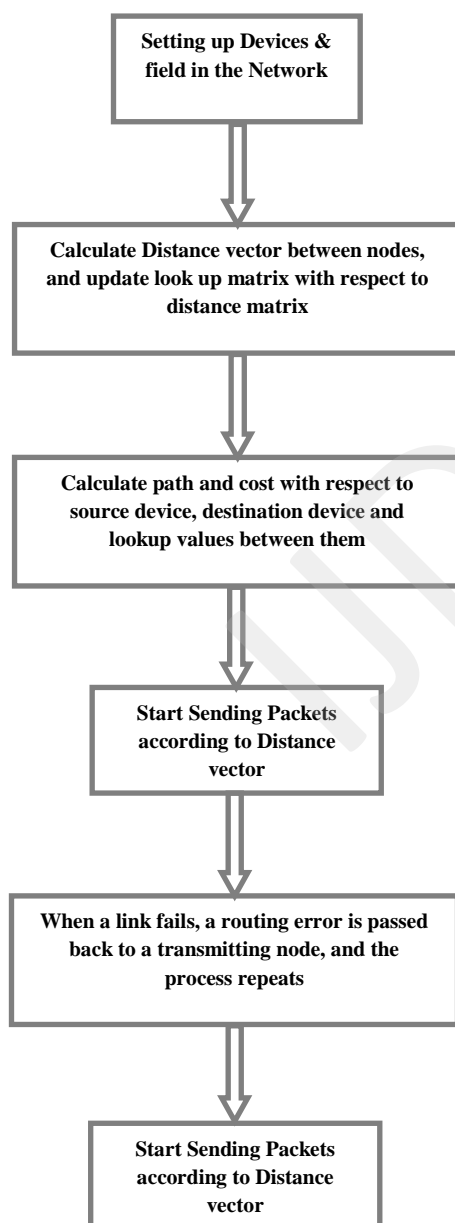 Setting up Devices &
field in the Network
Calculate Distance vector between nodes,
and update look up matrix with respect to
distance matrix
Calculate path and cost with respect to
source device, destination device and
lookup values between them
Start Sending Packets
according to Distance
vector
When a link fails, a routing error is passed
back to a transmitting node, and the
process repeats
Start Sending Packets
according to Distance
vector